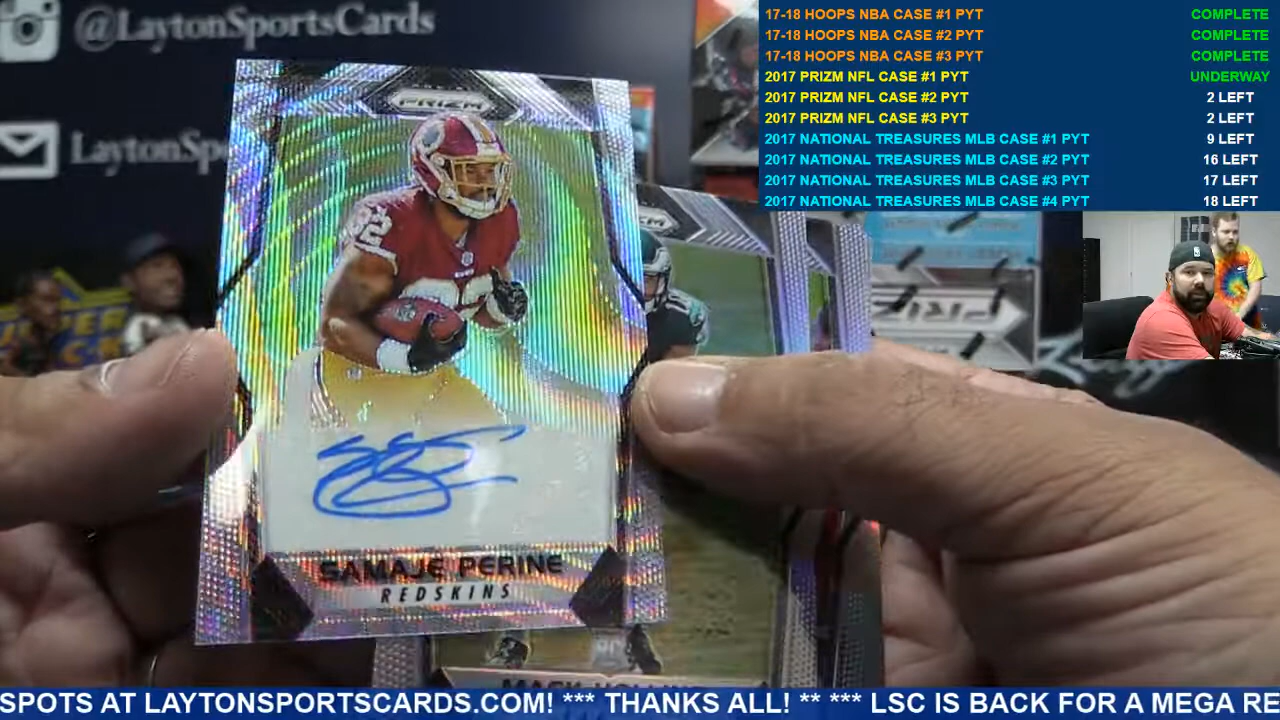 @LaytonSportsCards
LaytonSpo
17-18 HOOPS NBA CASE #1 PYT COMPLETE
17-18 HOOPS NBA CASE #2 PYT COMPLETE
17-18 HOOPS NBA CASE #3 PYT COMPLETE
2017 PRIZM NFL CASE #1 PYT UNDERWAY
2017 PRIZM NFL CASE #2 PYT 2 LEFT
2017 PRIZM NFL CASE #3 PYT 2 LEFT
2017 NATIONAL TREASURES MLB CASE #1 PYT 9 LEFT
2017 NATIONAL TREASURES MLB CASE #2 PYT 16 LEFT
2017 NATIONAL TREASURES MLB CASE #3 PYT 17 LEFT
2017 NATIONAL TREASURES MLB CASE #4 PYT 18 LEFT
PRIZM
SAMAJE PERINE
REDSKINS
MACK
SPOTS AT LAYTONSPORTSCARDS.COM! *** THANKS ALL! ** *** LSC IS BACK FOR A MEGA RE